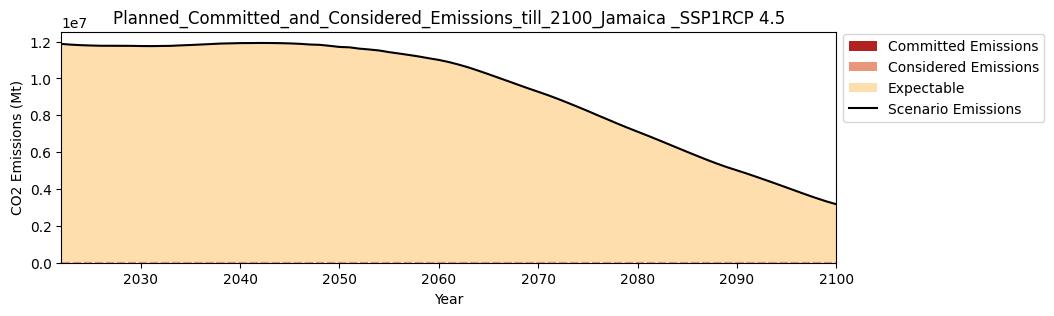 Planned_Committed_and_Considered_Emissions_till_2100_Jamaica _SSP1RCP 4.5
1e7
1.2
1.0
0.8
0.6
0.4
0.2
0.0
CO2 Emissions (Mt)
2030 2040 2050 2060 2070 2080 2090 2100
Year
Committed Emissions
Considered Emissions
Expectable
Scenario Emissions